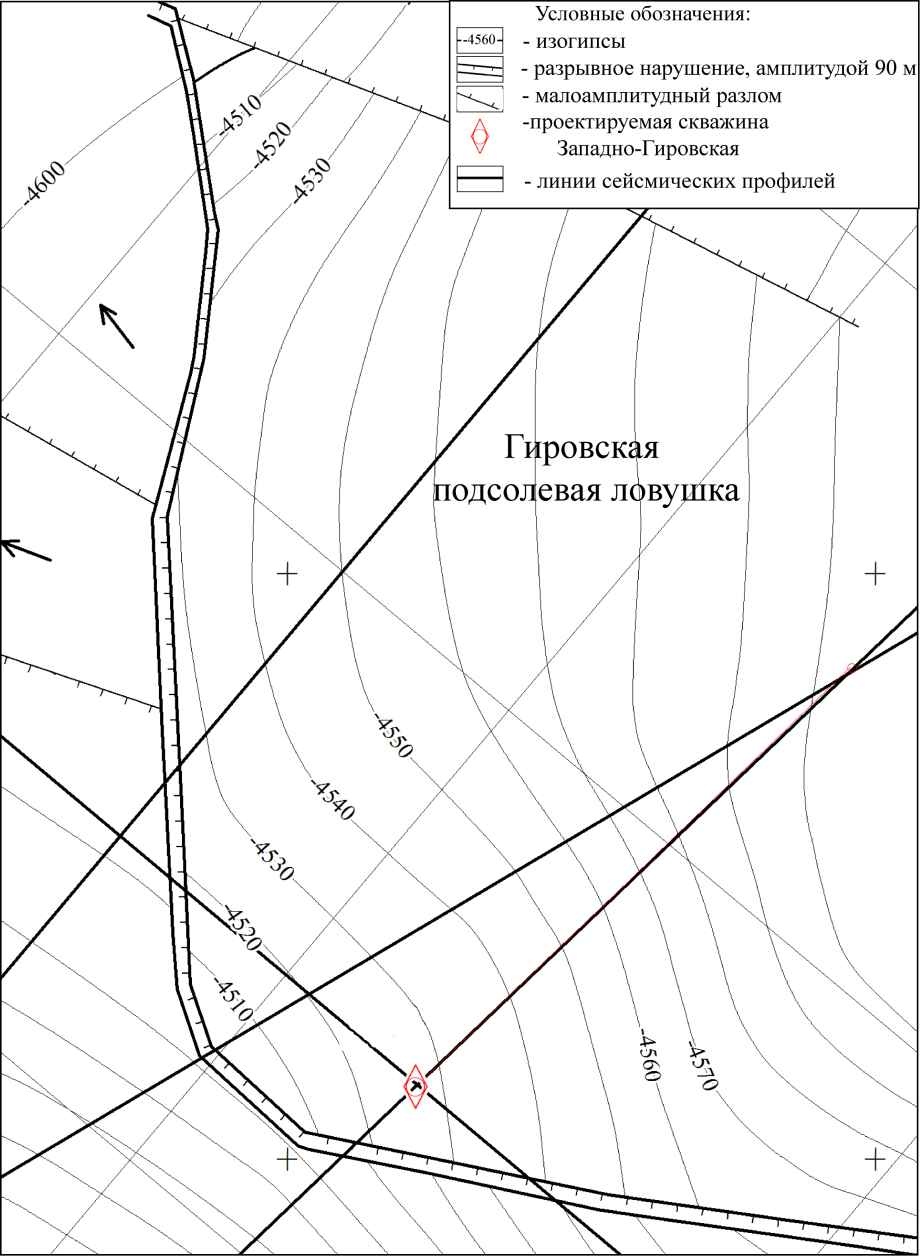 Условные обозначения:
-4560-
- изогипсы
- разрывное нарушение, амплитудой 90 м
- малоамплитудный разлом
-проектируемая скважина
Западно-Гировская
- линии сейсмических профилей
-4510
-4520
-4530
-4600
Гировская
подсолевая ловушка
-4550
-4540
-4530
-4520
-4510
-4560
-4570